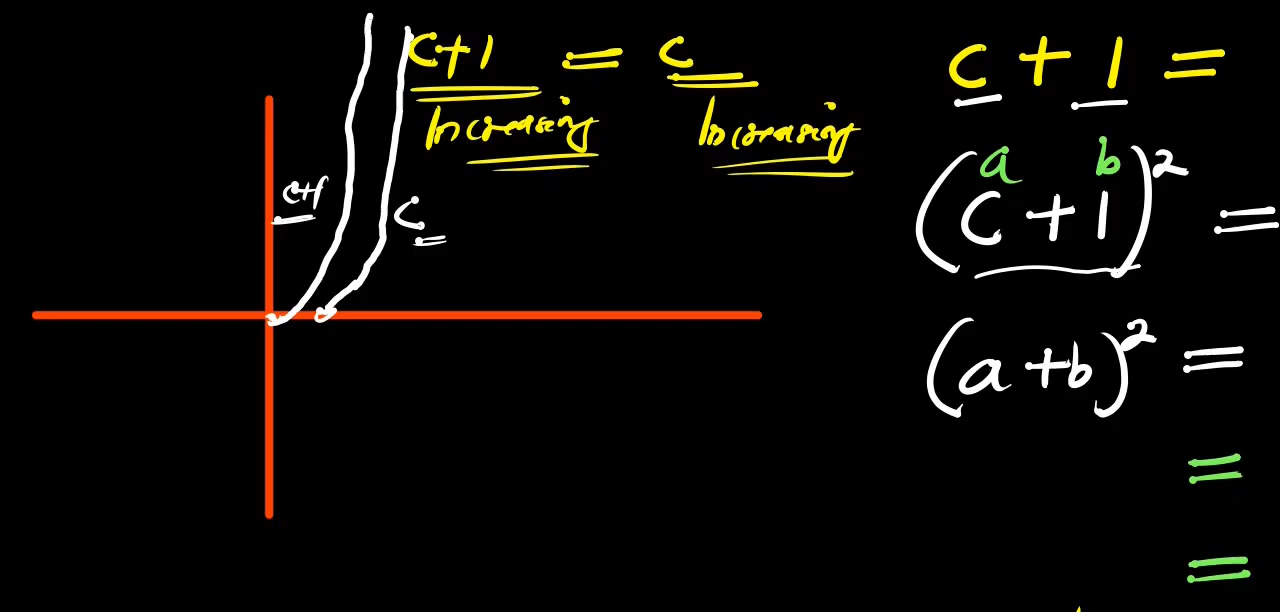 C+1 = C
Increasing Increasing
C+1
C
C + 1 =
a b
(C + 1)² =
(a + b)² =
=
=